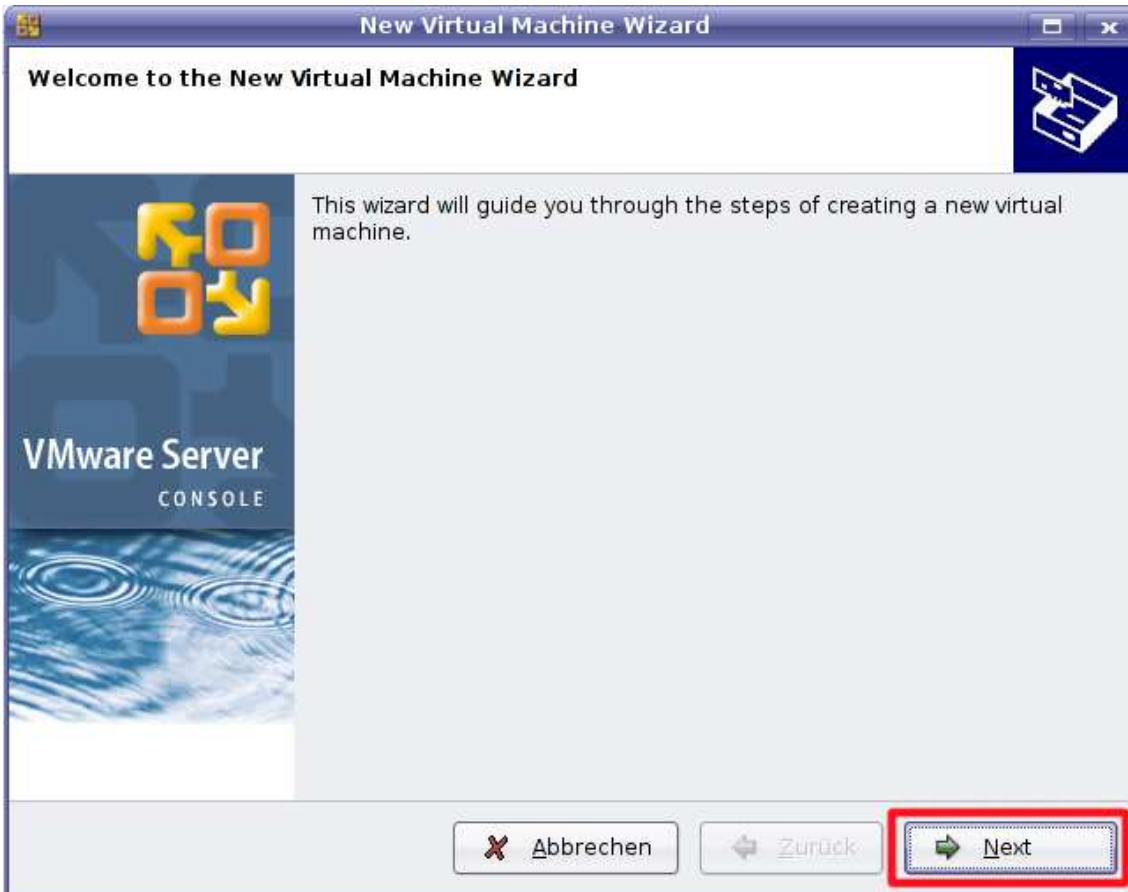 New Virtual Machine Wizard
Welcome to the New Virtual Machine Wizard
This wizard will guide you through the steps of creating a new virtual
machine.
VMware Server
CONSOLE
Abbrechen
Zurück
Next